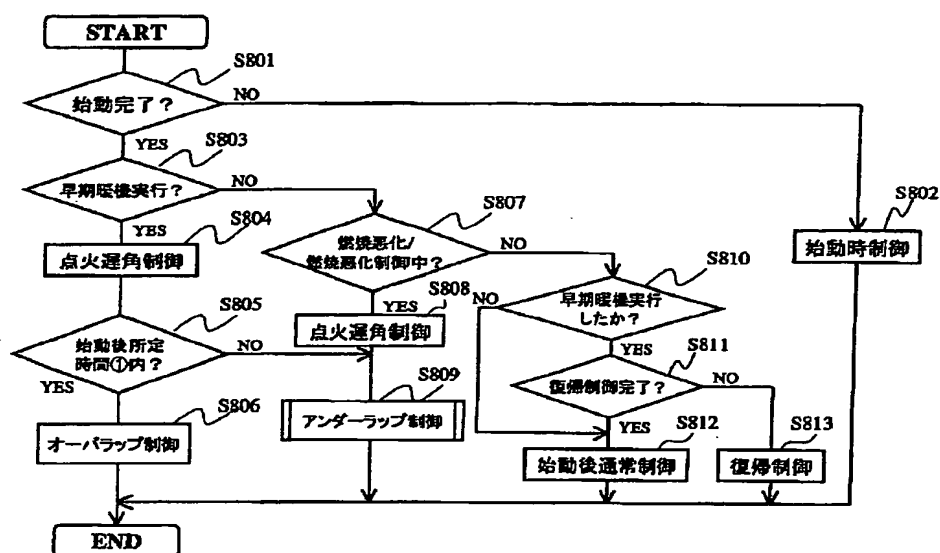 START
S801
始動完了？
NO
YES
S803
早期暖機実行？
NO
YES
S804
点火遅角制御
S805
始動後所定
時間①内？
NO
YES
S806
オーバラップ制御
S807
燃焼悪化/
燃焼悪化制御中？
NO
YES
S808
点火遅角制御
S809
アンダーラップ制御
S810
早期暖機実行
したか？
NO
YES
S811
復帰制御完了？
NO
YES
S812
始動後通常制御
S813
復帰制御
S802
始動時制御
END